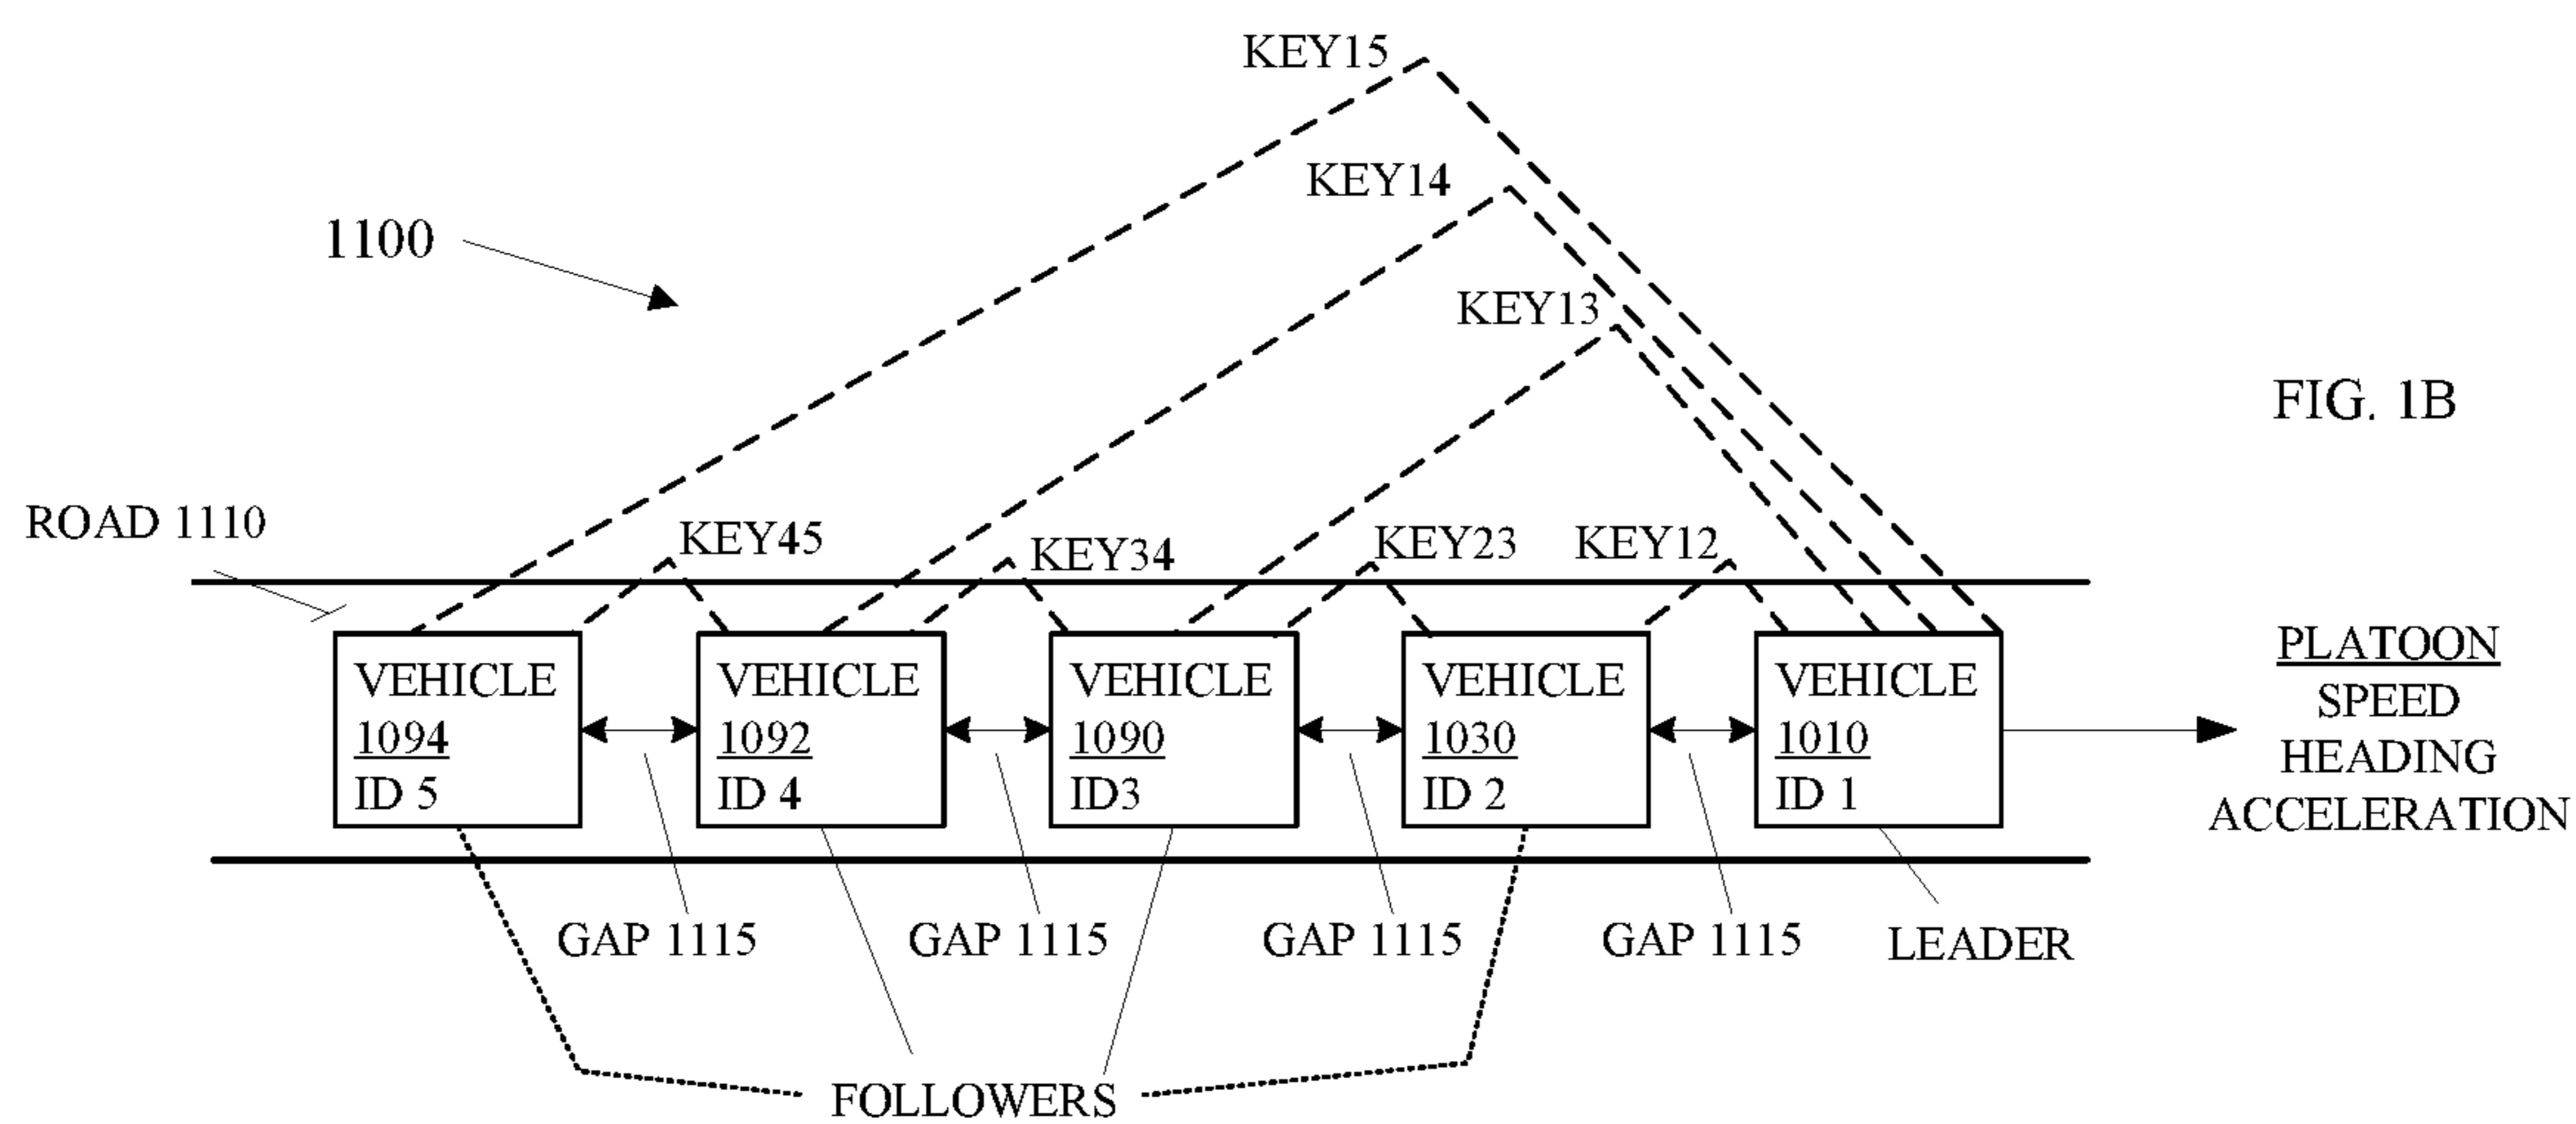 KEY15
KEY14
1100
KEY13
FIG. 1B
ROAD 1110
KEY45
KEY34
KEY23
KEY12
VEHICLE
1094
ID 5
VEHICLE
1092
ID 4
VEHICLE
1090
ID3
VEHICLE
1030
ID 2
VEHICLE
1010
ID 1
PLATOON
SPEED
HEADING
ACCELERATION
GAP 1115
GAP 1115
GAP 1115
GAP 1115
LEADER
FOLLOWERS